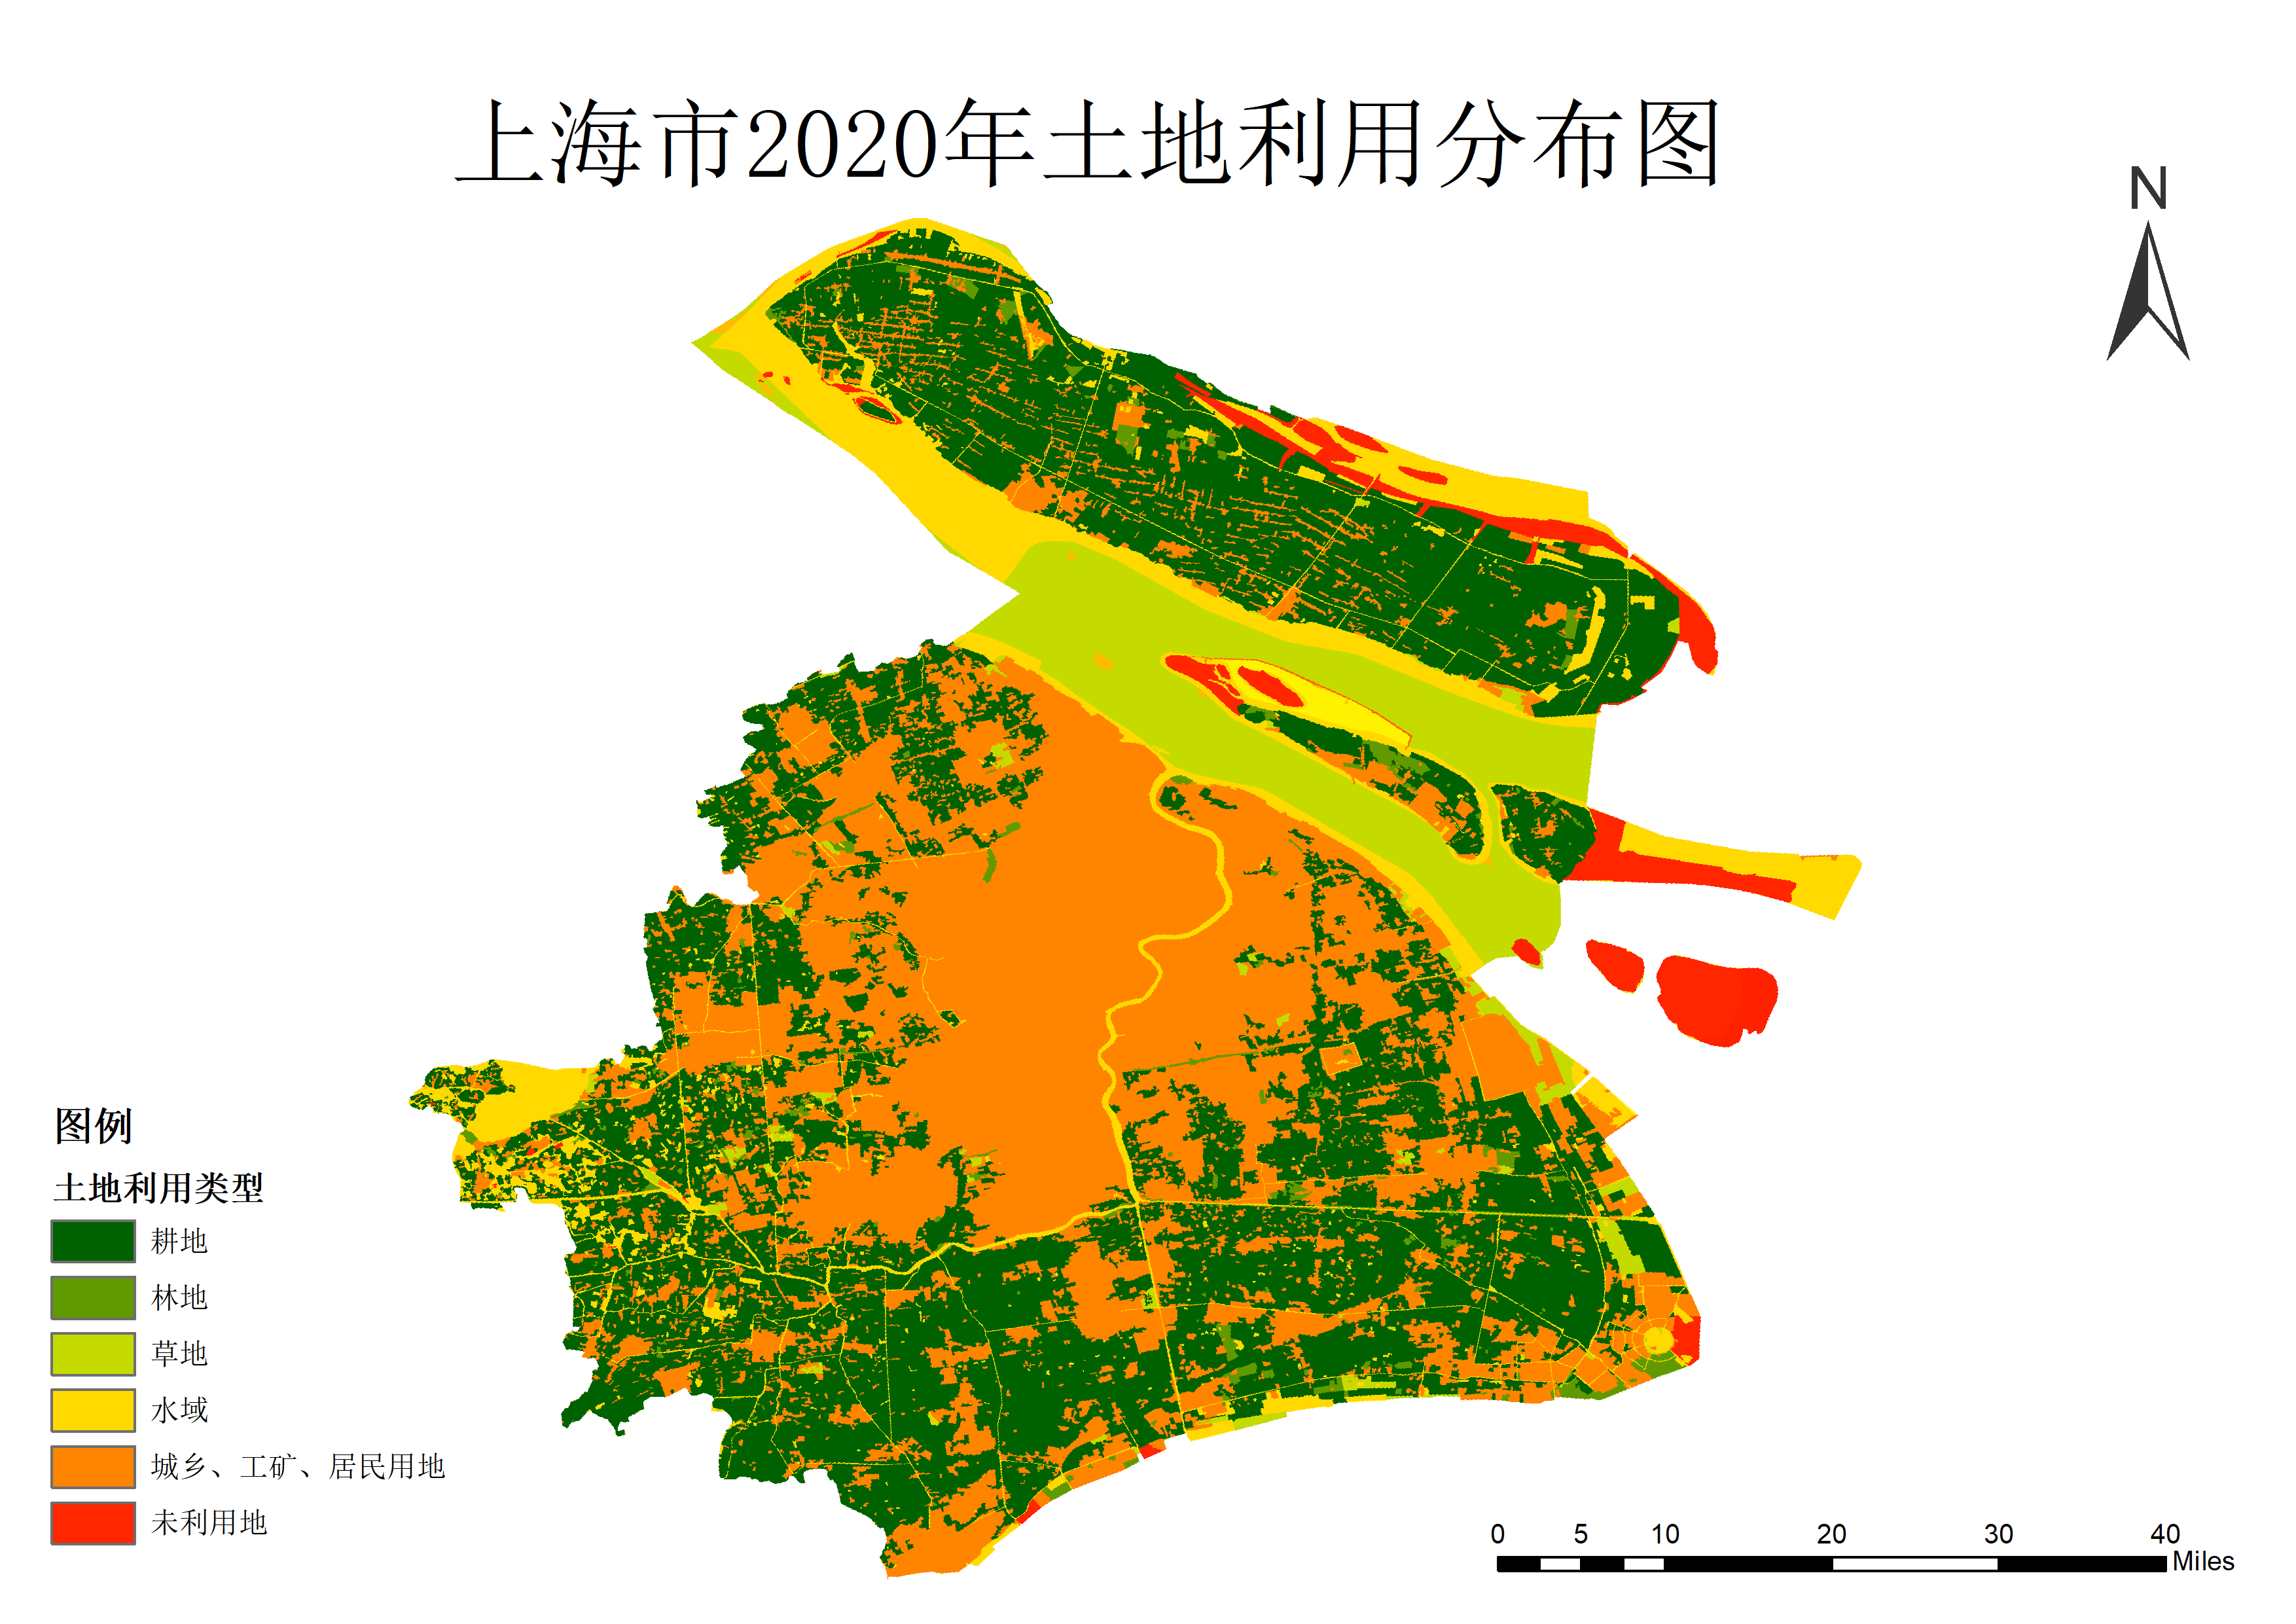 上海市2020年土地利用分布图
N
图例
土地利用类型
耕地
林地
草地
水域
城乡、工矿、居民用地
未利用地
0 5 10 20 30 40
Miles